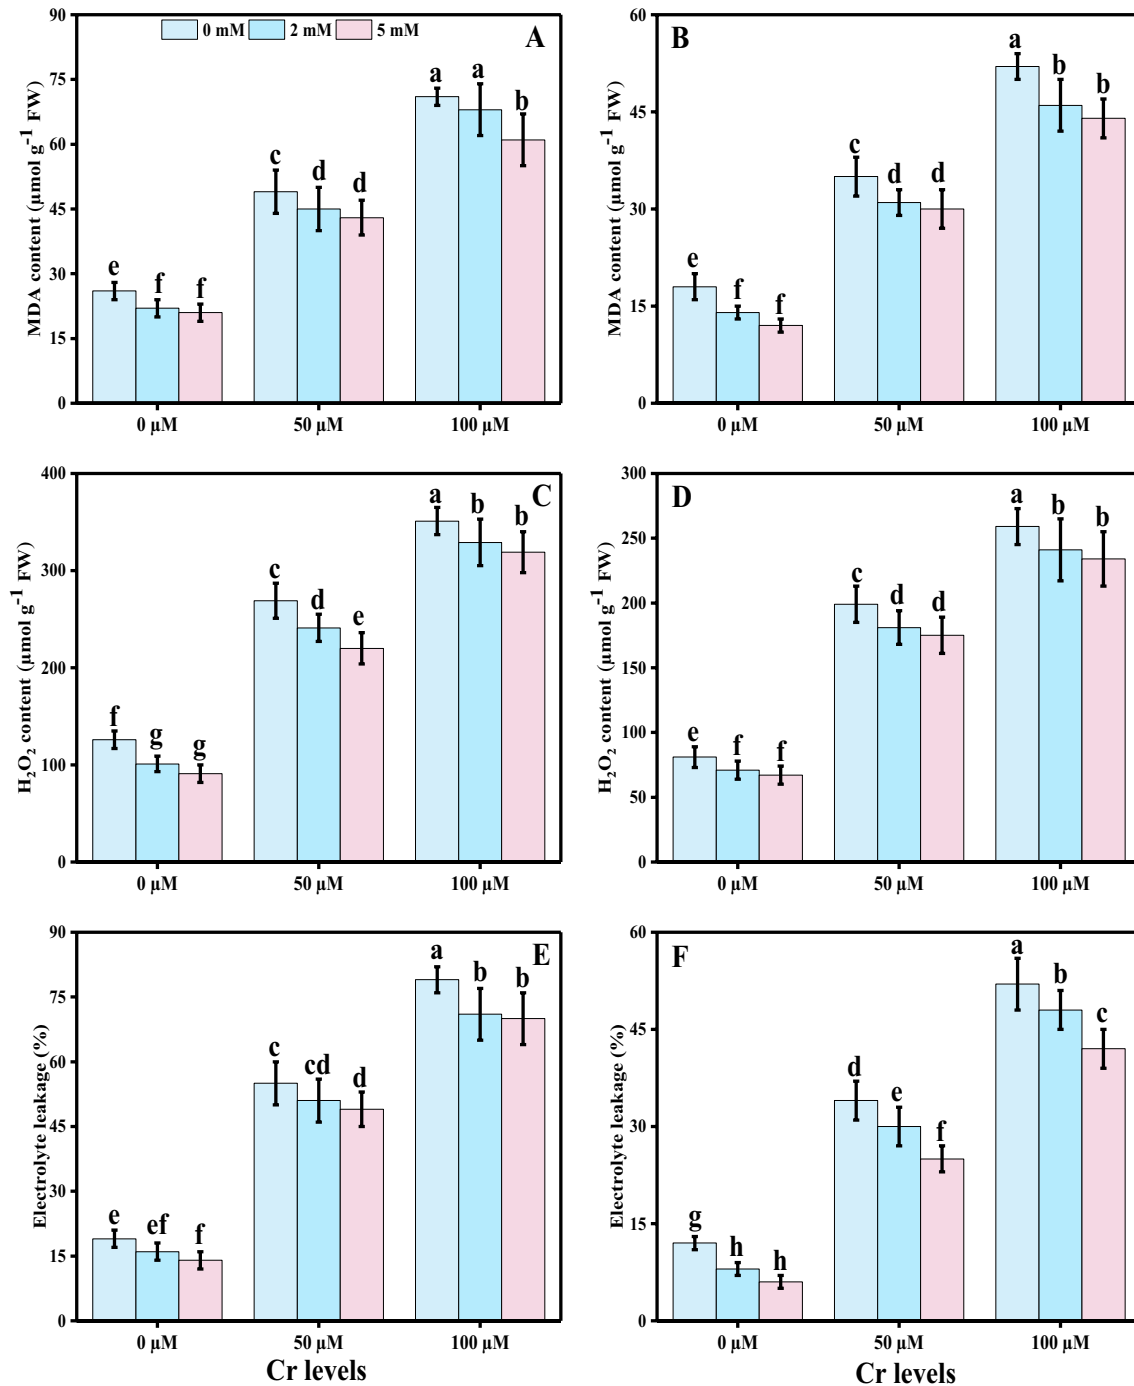 0 mM 2 mM 5 mM
A
MDA content (µmol g⁻¹ FW)
90
75
60
45
30
15
0
e f f c d d a a b
0 µM 50 µM 100 µM
B
MDA content (µmol g⁻¹ FW)
60
45
30
15
0
e f f c d d a b b
0 µM 50 µM 100 µM
C
H₂O₂ content (µmol g⁻¹ FW)
400
300
200
100
0
f g g c d e a b b
0 µM 50 µM 100 µM
D
H₂O₂ content (µmol g⁻¹ FW)
300
250
200
150
100
50
0
e f f c d d a b b
0 µM 50 µM 100 µM
E
Electrolyte leakage (%)
90
75
60
45
30
15
0
e ef f c cd d a b b
0 µM 50 µM 100 µM
Cr levels
F
Electrolyte leakage (%)
60
45
30
15
0
g h h d e f a b c
0 µM 50 µM 100 µM
Cr levels